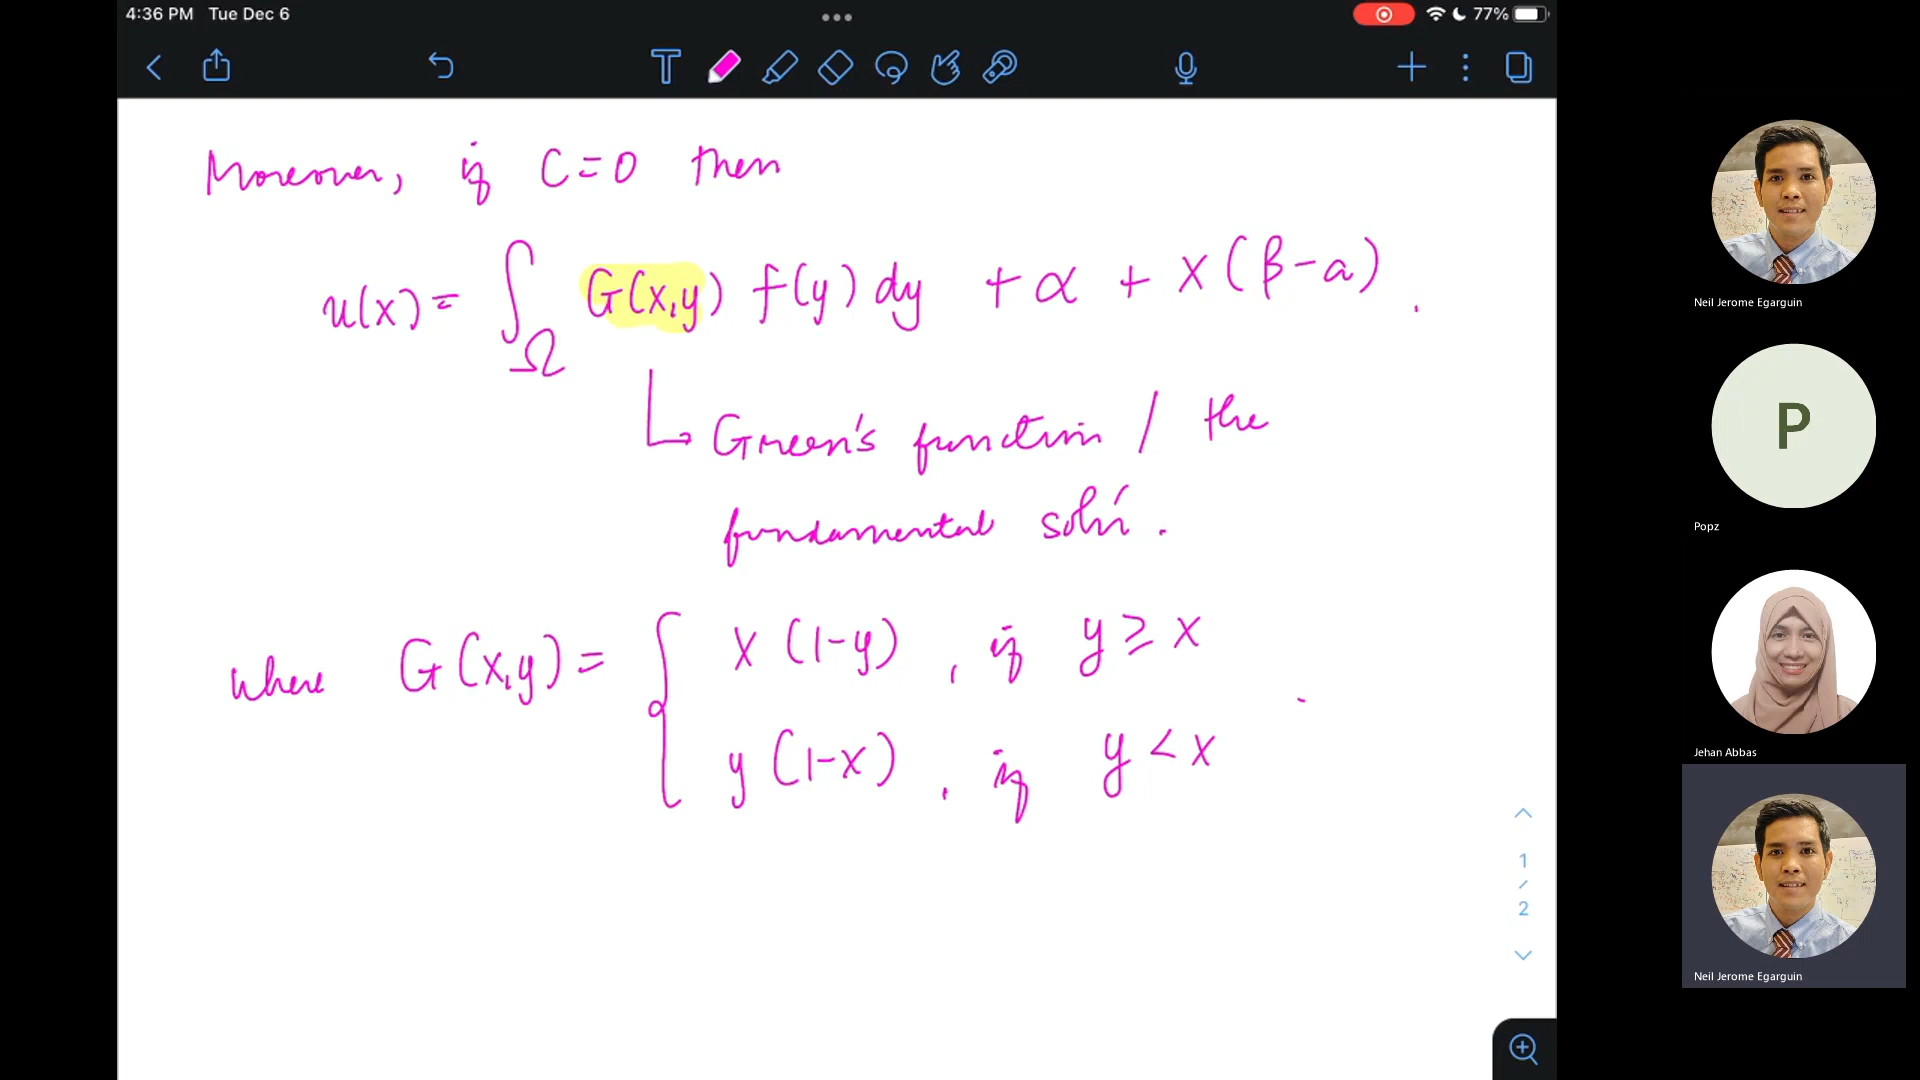 4:36 PM Tue Dec 6
77%
Moreover, if C=0 then
u(x)= ∫_Ω G(x,y) f(y) dy + α + x(β-α).
↳ Green's function / the
fundamental sol'n.
where G(x,y)= { x(1-y), if y ≥ x
y(1-x), if y < x .
1
/
2
Neil Jerome Egarguin
P
Popz
Jehan Abbas
Neil Jerome Egarguin